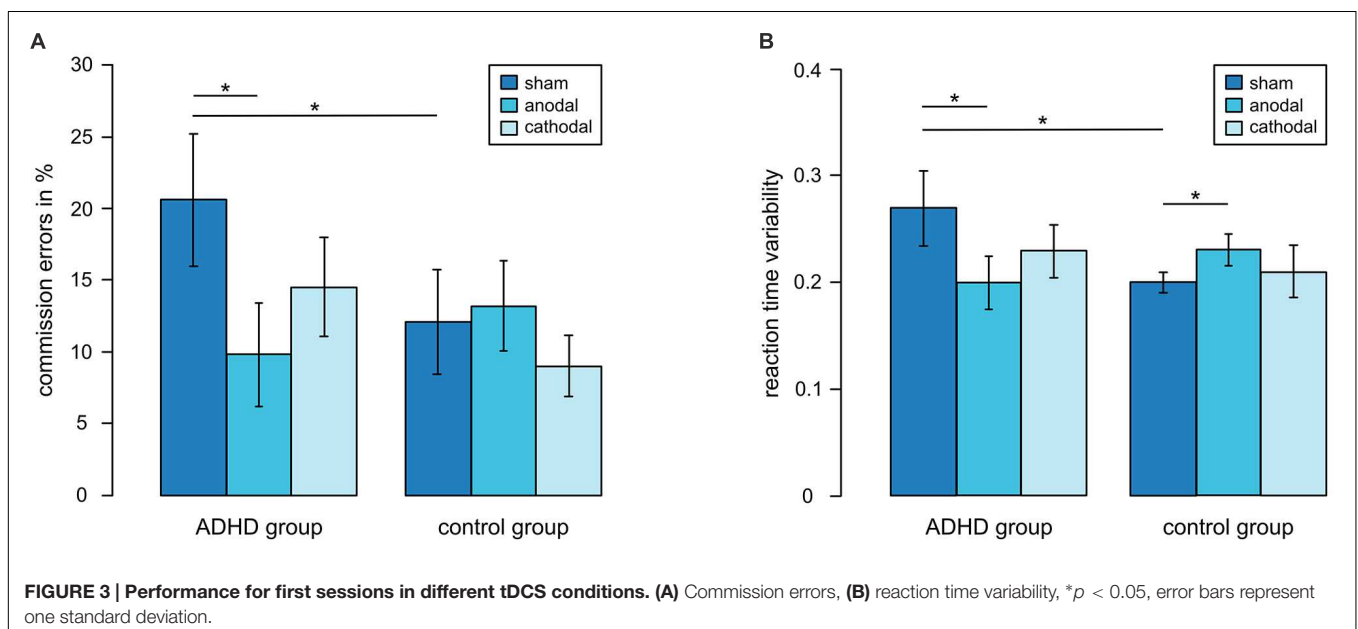 A
30
25
20
15
10
5
0
commission errors in %
*
*
sham
anodal
cathodal
ADHD group
control group
B
0.4
0.3
0.2
0.1
0
reaction time variability
*
*
*
sham
anodal
cathodal
ADHD group
control group
FIGURE 3 | Performance for first sessions in different tDCS conditions. (A) Commission errors, (B) reaction time variability, *p < 0.05, error bars represent
one standard deviation.